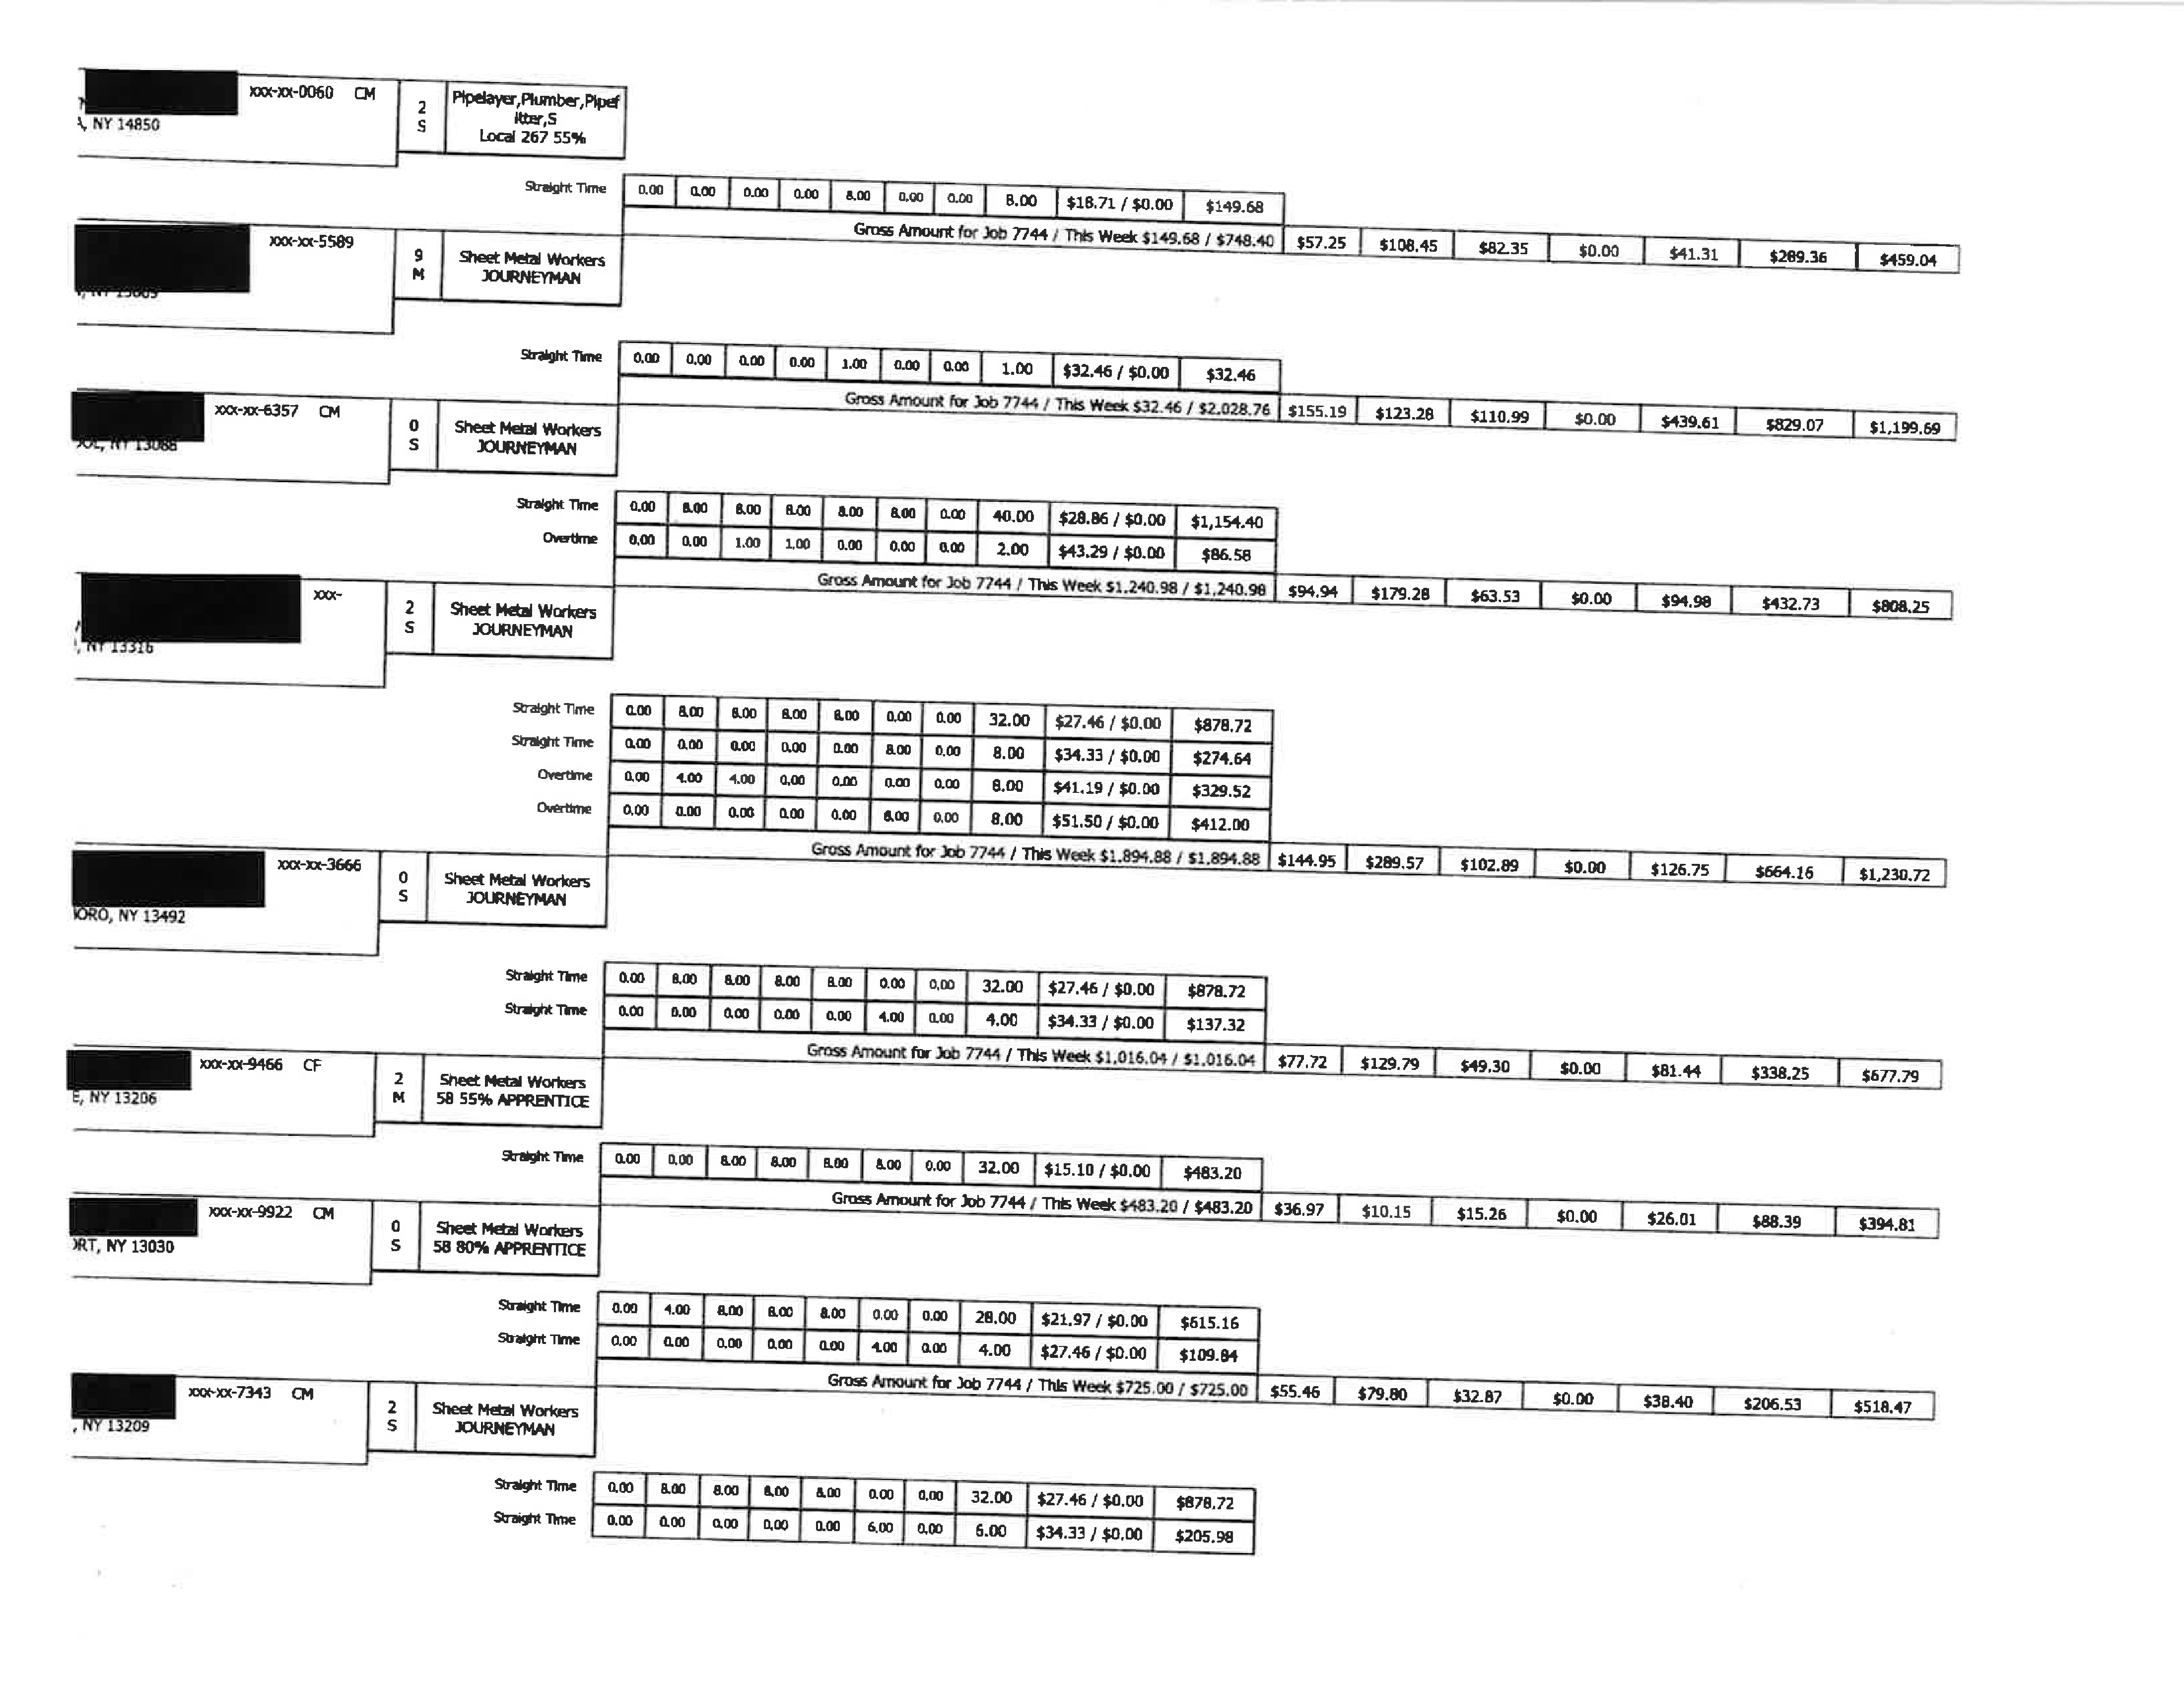 xxx-xx-0060 CM 2 Pipelayer,Plumber,Pipef
A, NY 14850 S itter,S
Local 267 55%
Straight Time 0.00 0.00 0.00 0.00 8.00 0.00 0.00 8.00 $18.71 / $0.00 $149.68
Gross Amount for Job 7744 / This Week $149.68 / $748.40 $57.25 $108.45 $82.35 $0.00 $41.31 $289.36 $459.04
xxx-xx-5589 9 Sheet Metal Workers
M JOURNEYMAN
Straight Time 0.00 0.00 0.00 0.00 1.00 0.00 0.00 1.00 $32.46 / $0.00 $32.46
Gross Amount for Job 7744 / This Week $32.46 / $2,028.76 $155.19 $123.28 $110.99 $0.00 $439.61 $829.07 $1,199.69
xxx-xx-6357 CM 0 Sheet Metal Workers
OOL, NY 13088 S JOURNEYMAN
Straight Time 0.00 8.00 8.00 8.00 8.00 8.00 0.00 40.00 $28.86 / $0.00 $1,154.40
Overtime 0.00 0.00 1.00 1.00 0.00 0.00 0.00 2.00 $43.29 / $0.00 $86.58
Gross Amount for Job 7744 / This Week $1,240.98 / $1,240.98 $94.94 $179.28 $63.53 $0.00 $94.98 $432.73 $808.25
xxx- 2 Sheet Metal Workers
, NY 13316 S JOURNEYMAN
Straight Time 0.00 8.00 8.00 8.00 8.00 0.00 0.00 32.00 $27.46 / $0.00 $878.72
Straight Time 0.00 0.00 0.00 0.00 0.00 8.00 0.00 8.00 $34.33 / $0.00 $274.64
Overtime 0.00 4.00 4.00 0.00 0.00 0.00 0.00 8.00 $41.19 / $0.00 $329.52
Overtime 0.00 0.00 0.00 0.00 0.00 8.00 0.00 8.00 $51.50 / $0.00 $412.00
Gross Amount for Job 7744 / This Week $1,894.88 / $1,894.88 $144.95 $289.57 $102.89 $0.00 $126.75 $664.16 $1,230.72
xxx-xx-3666 0 Sheet Metal Workers
S JOURNEYMAN
BORO, NY 13492
Straight Time 0.00 8.00 8.00 8.00 8.00 0.00 0.00 32.00 $27.46 / $0.00 $878.72
Straight Time 0.00 0.00 0.00 0.00 0.00 4.00 0.00 4.00 $34.33 / $0.00 $137.32
Gross Amount for Job 7744 / This Week $1,016.04 / $1,016.04 $77.72 $129.79 $49.30 $0.00 $81.44 $338.25 $677.79
xxx-xx-9466 CF 2 Sheet Metal Workers
E, NY 13206 M 58 55% APPRENTICE
Straight Time 0.00 0.00 8.00 8.00 8.00 8.00 0.00 32.00 $15.10 / $0.00 $483.20
Gross Amount for Job 7744 / This Week $483.20 / $483.20 $36.97 $10.15 $15.26 $0.00 $26.01 $88.39 $394.81
xxx-xx-9922 CM 0 Sheet Metal Workers
ORT, NY 13030 S 58 80% APPRENTICE
Straight Time 0.00 4.00 8.00 8.00 8.00 0.00 0.00 28.00 $21.97 / $0.00 $615.16
Straight Time 0.00 0.00 0.00 0.00 0.00 4.00 0.00 4.00 $27.46 / $0.00 $109.84
Gross Amount for Job 7744 / This Week $725.00 / $725.00 $55.46 $79.80 $32.87 $0.00 $38.40 $206.53 $518.47
xxx-xx-7343 CM 2 Sheet Metal Workers
, NY 13209 S JOURNEYMAN
Straight Time 0.00 8.00 8.00 8.00 8.00 0.00 0.00 32.00 $27.46 / $0.00 $878.72
Straight Time 0.00 0.00 0.00 0.00 0.00 6.00 0.00 6.00 $34.33 / $0.00 $205.98